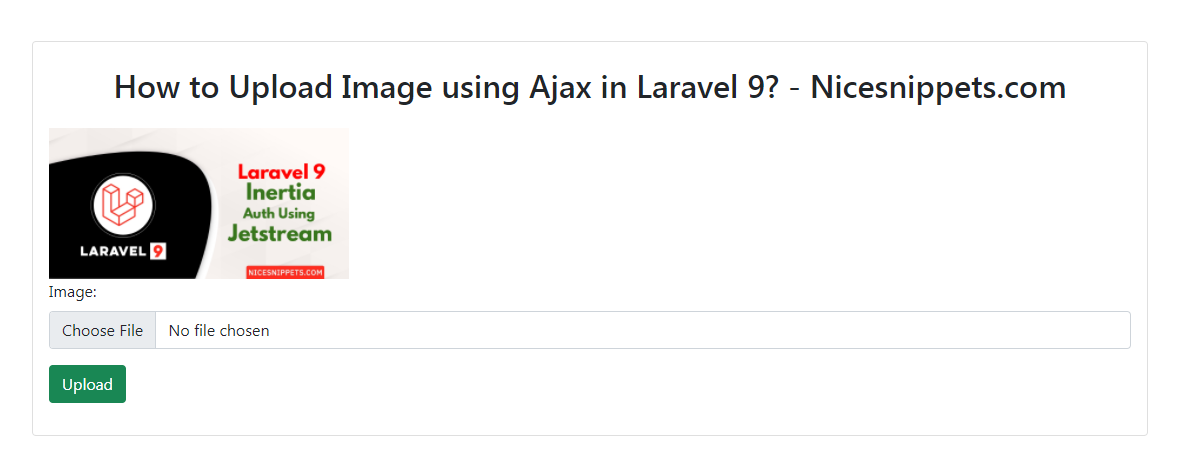 How to Upload Image using Ajax in Laravel 9? - Nicesnippets.com
Laravel 9
Inertia
Auth Using
Jetstream
LARAVEL 9
NICESNIPPETS.COM
Image:
Choose File No file chosen
Upload